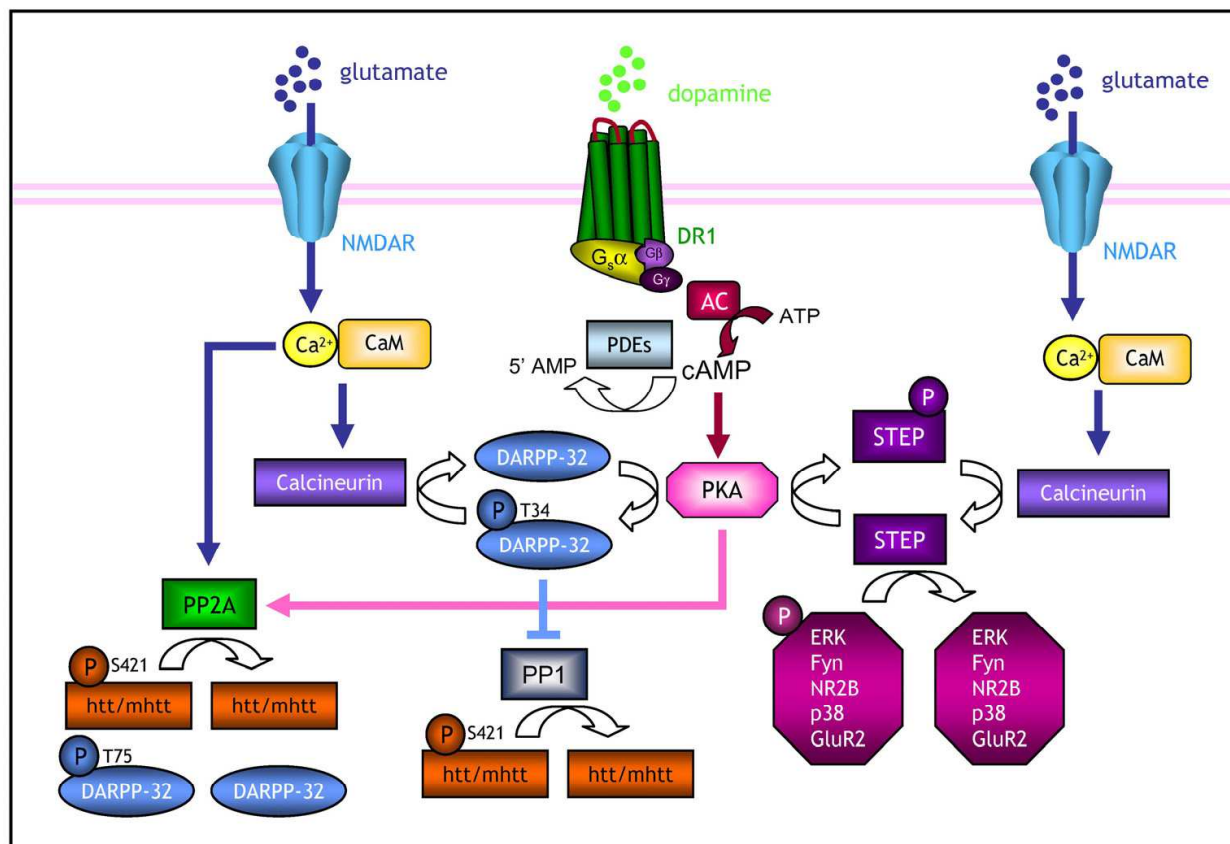 glutamate
dopamine
glutamate
NMDAR
DR1
Gsα
Gβ
Gγ
NMDAR
AC
ATP
PDEs
5’ AMP
cAMP
Ca2+
CaM
Ca2+
CaM
P
STEP
Calcineurin
DARPP-32
PKA
Calcineurin
P
T34
DARPP-32
STEP
PP2A
P
S421
htt/mhtt
htt/mhtt
P
T75
DARPP-32
DARPP-32
PP1
P
S421
htt/mhtt
htt/mhtt
P
ERK
Fyn
NR2B
p38
GluR2
ERK
Fyn
NR2B
p38
GluR2